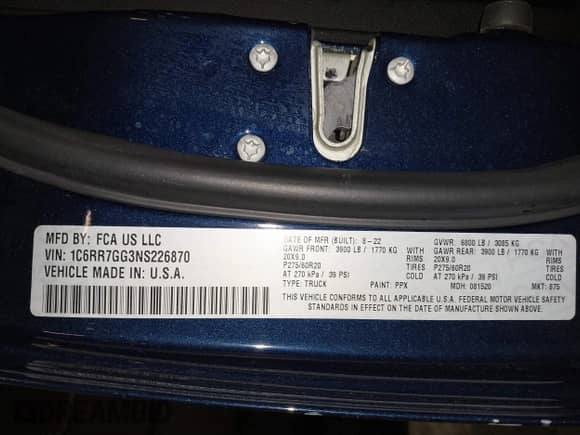 MFD BY: FCA US LLC
VIN: 1C6RR7GG3NS226870
VEHICLE MADE IN U.S.A.
DATE OF MFR (BUILT): 8-22 GVWR: 6800 LB / 3085 KG
GAWR FRONT: 3900 LB / 1770 KG WITH GAWR REAR: 3900 LB / 1770 KG WITH
20X9.0 RIMS 20X9.0 RIMS
P275/60R20 TIRES P275/60R20 TIRES
AT 270 kPa / 39 PSI COLD AT 270 kPa / 39 PSI COLD
TYPE: TRUCK PAINT: PPX MDH: 081520 MKT: 875
THIS VEHICLE CONFORMS TO ALL APPLICABLE U.S.A. FEDERAL MOTOR VEHICLE SAFETY
STANDARDS IN EFFECT ON THE DATE OF MANUFACTURE SHOWN ABOVE.
DREAMBID